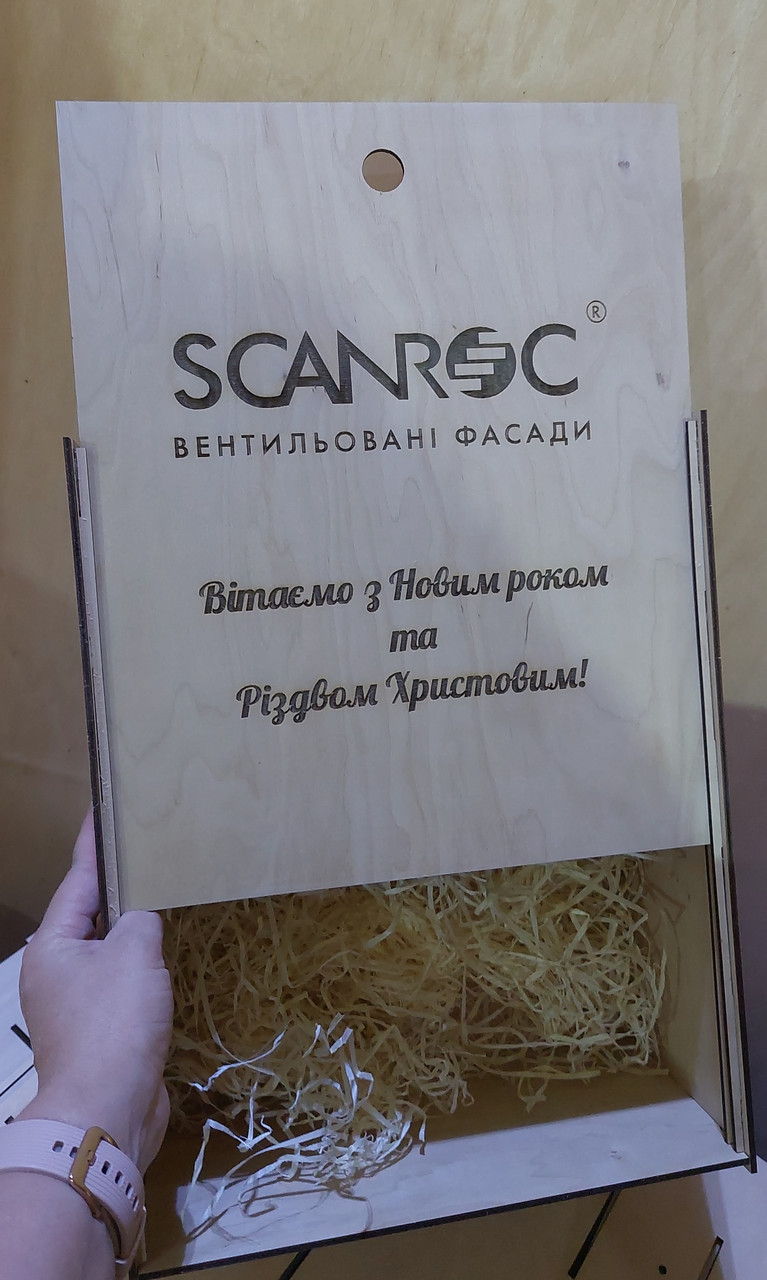 SCANROC®
ВЕНТИЛЬОВАНІ ФАСАДИ
Вітаємо з Новим роком
та
Різдвом Христовим!